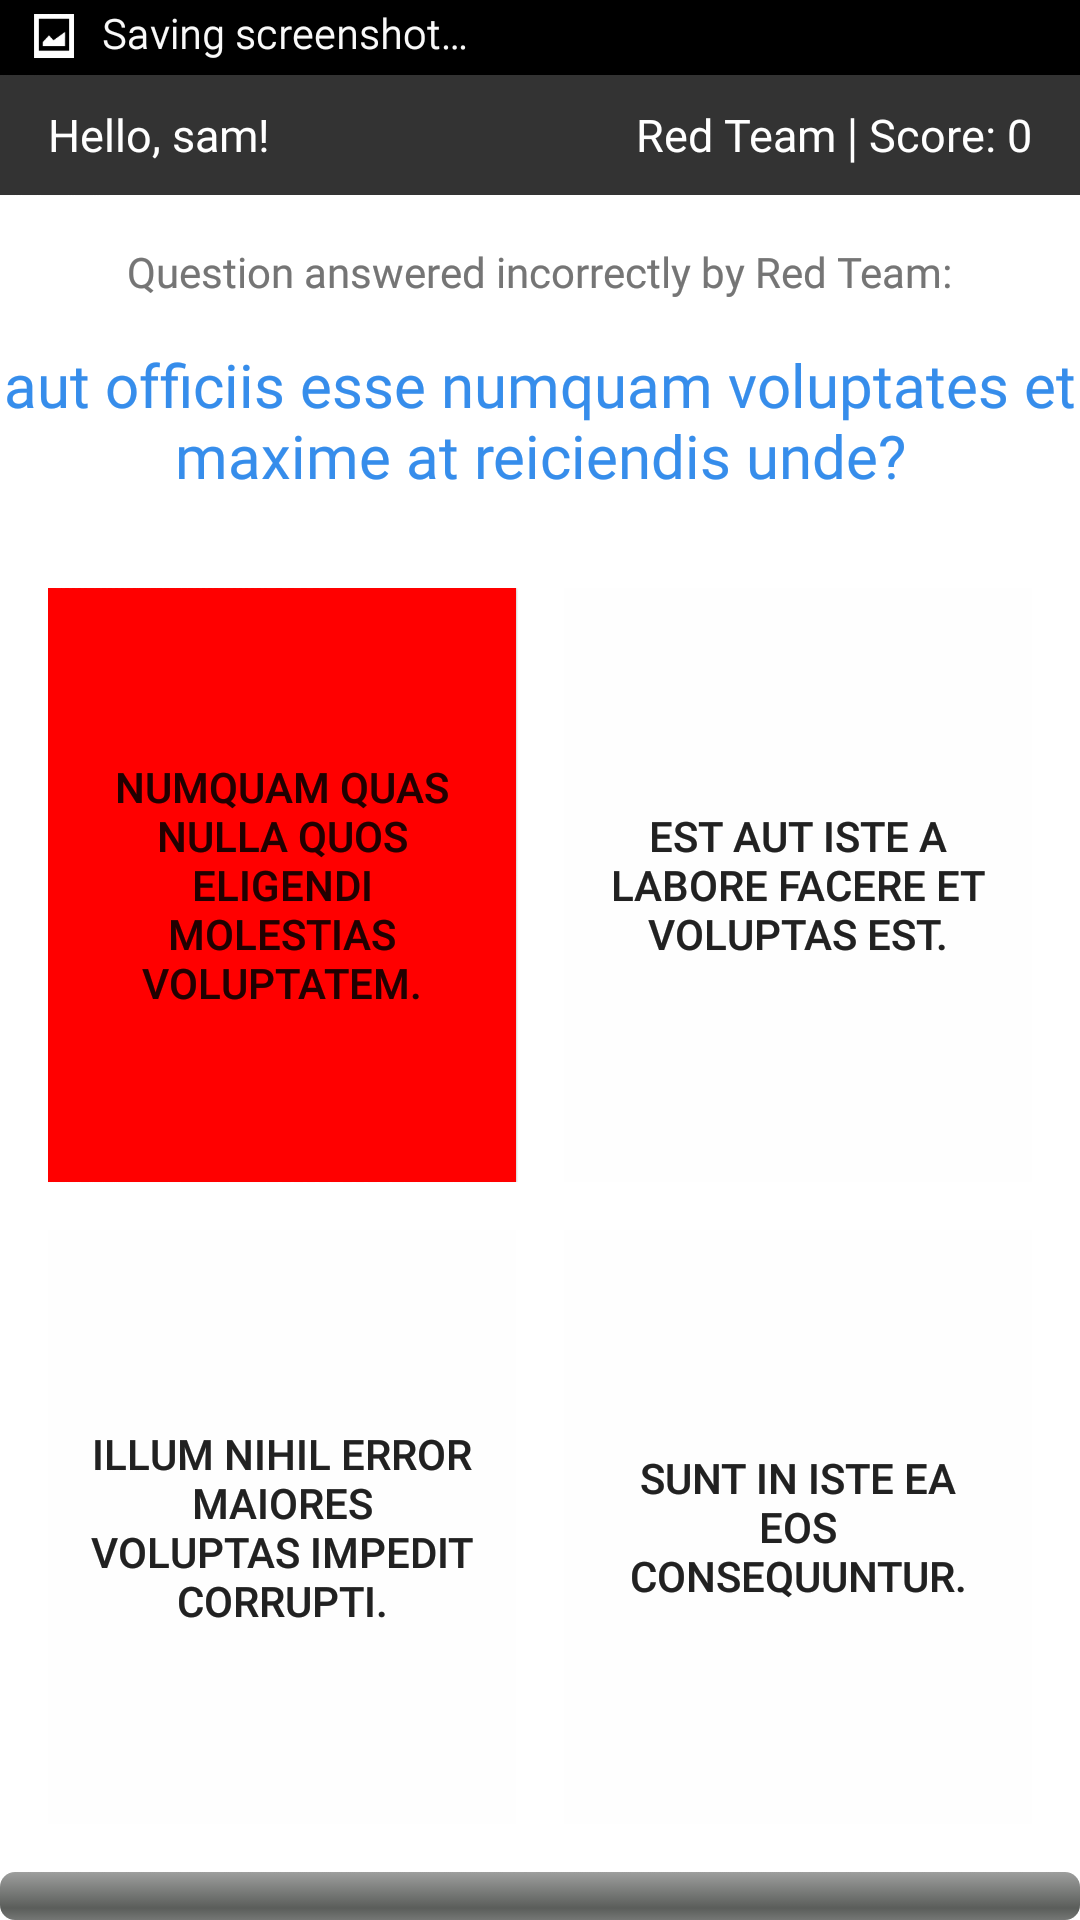 Saving screenshot...
Hello, sam!
Red Team | Score: 0
Question answered incorrectly by Red Team:
aut officiis esse numquam voluptates et
maxime at reiciendis unde?
NUMQUAM QUAS
NULLA QUOS
ELIGENDI
MOLESTIAS
VOLUPTATEM.
EST AUT ISTE A
LABORE FACERE ET
VOLUPTAS EST.
ILLUM NIHIL ERROR
MAIORES
VOLUPTAS IMPEDIT
CORRUPTI.
SUNT IN ISTE EA
EOS
CONSEQUUNTUR.